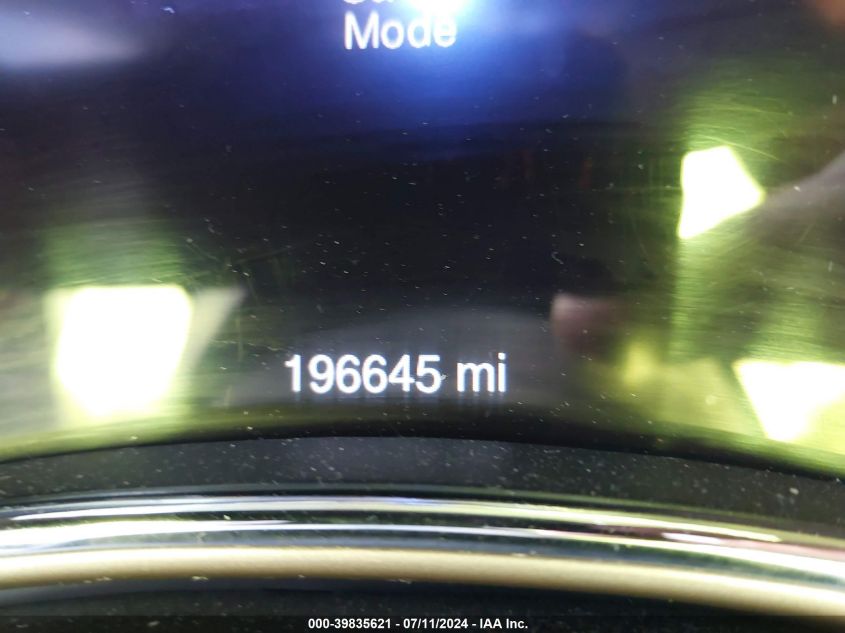 Mode
196645 mi
000-39835621 - 07/11/2024 - IAA Inc.